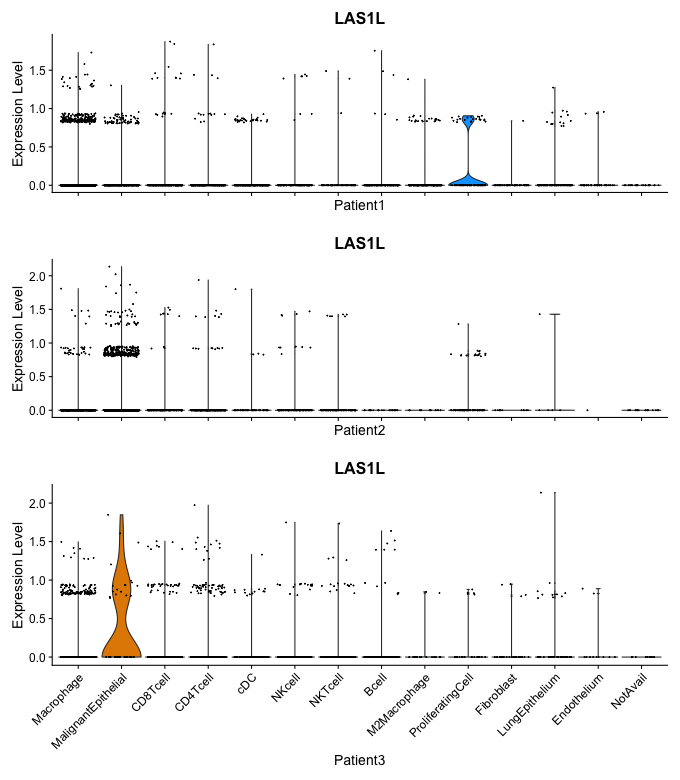 LAS1L
Expression Level
1.5
1.0
0.5
0.0
Patient1
LAS1L
Expression Level
2.0
1.5
1.0
0.5
0.0
Patient2
LAS1L
Expression Level
2.0
1.5
1.0
0.5
0.0
Macrophage
MalignantEpithelial
CD8Tcell
CD4Tcell
cDC
NKcell
NKTcell
Bcell
M2Macrophage
ProliferatingCell
Fibroblast
LungEpithelium
Endothelium
NotAvail
Patient3